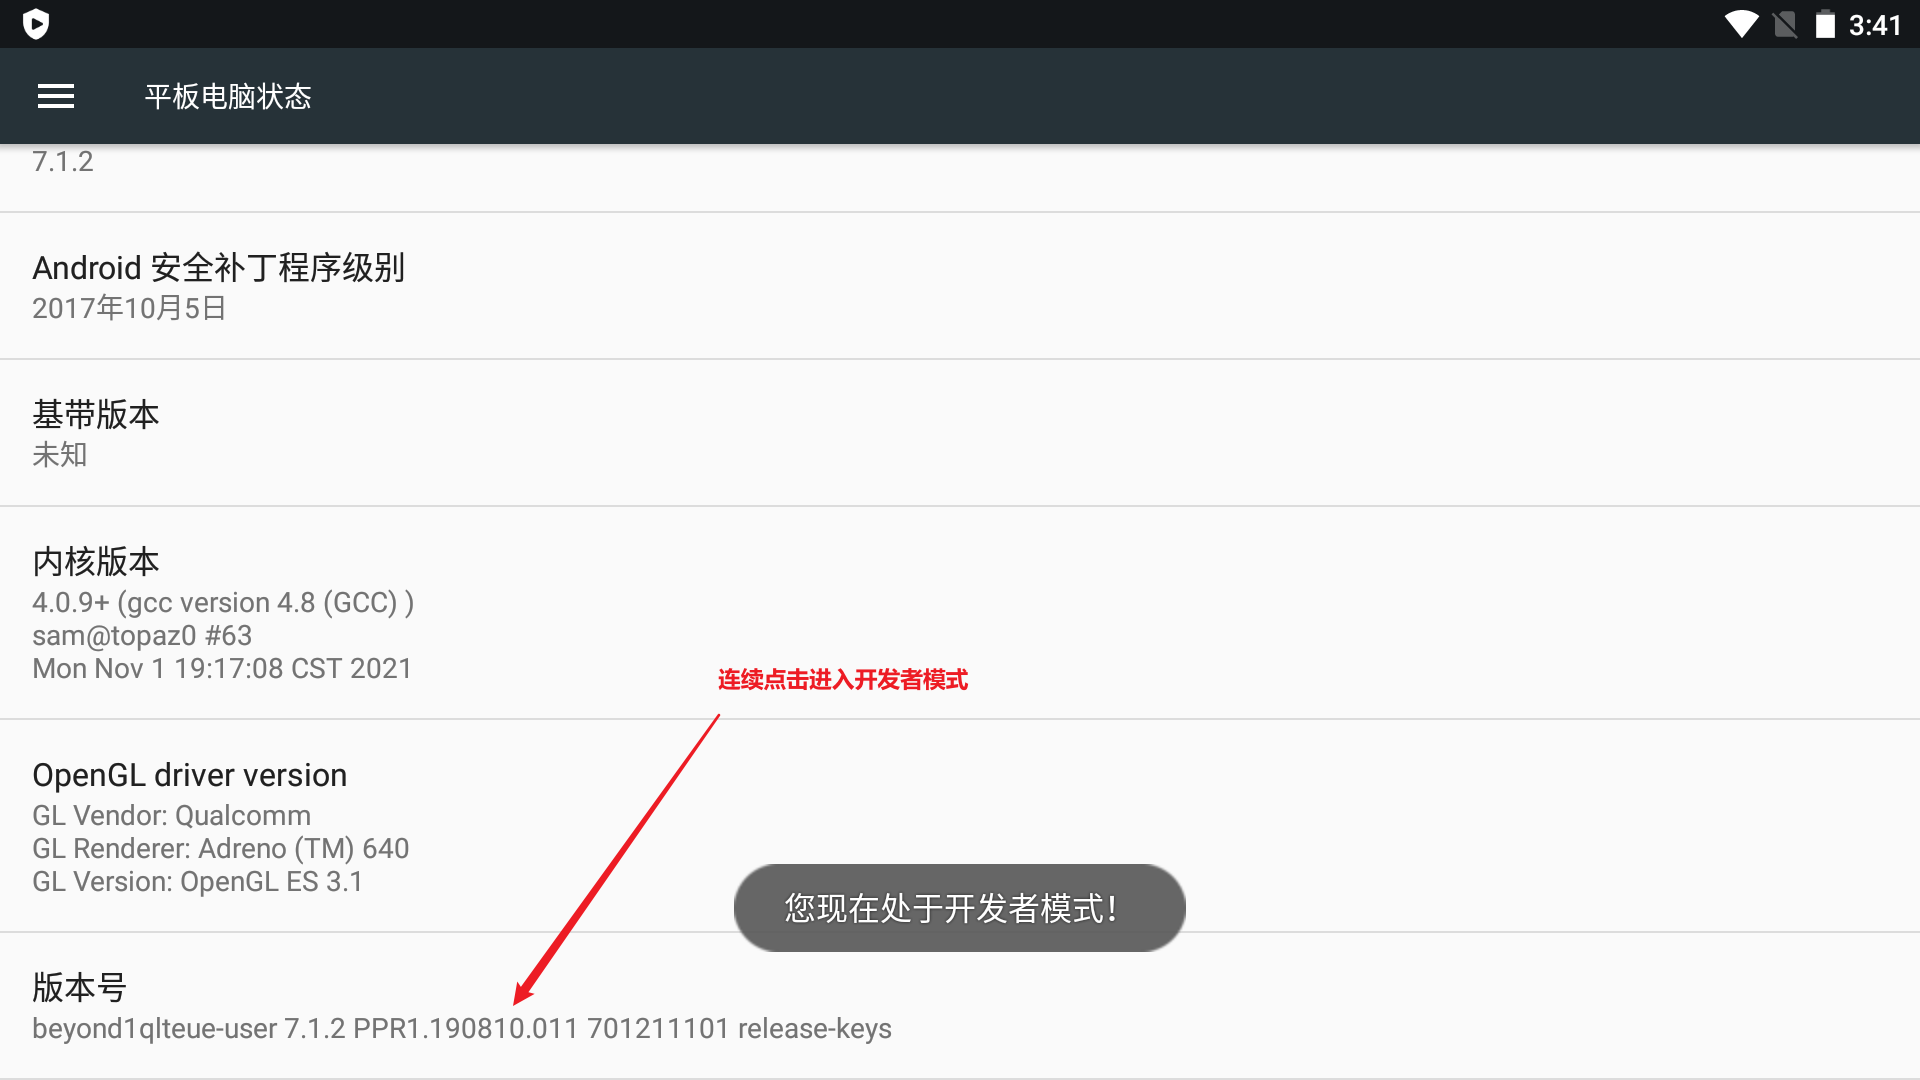 3:41
平板电脑状态
7.1.2
Android 安全补丁程序级别
2017年10月5日
基带版本
未知
内核版本
4.0.9+ (gcc version 4.8 (GCC) )
sam@topaz0 #63
Mon Nov 1 19:17:08 CST 2021
连续点击进入开发者模式
OpenGL driver version
GL Vendor: Qualcomm
GL Renderer: Adreno (TM) 640
GL Version: OpenGL ES 3.1
您现在处于开发者模式！
版本号
beyond1qlteue-user 7.1.2 PPR1.190810.011 701211101 release-keys